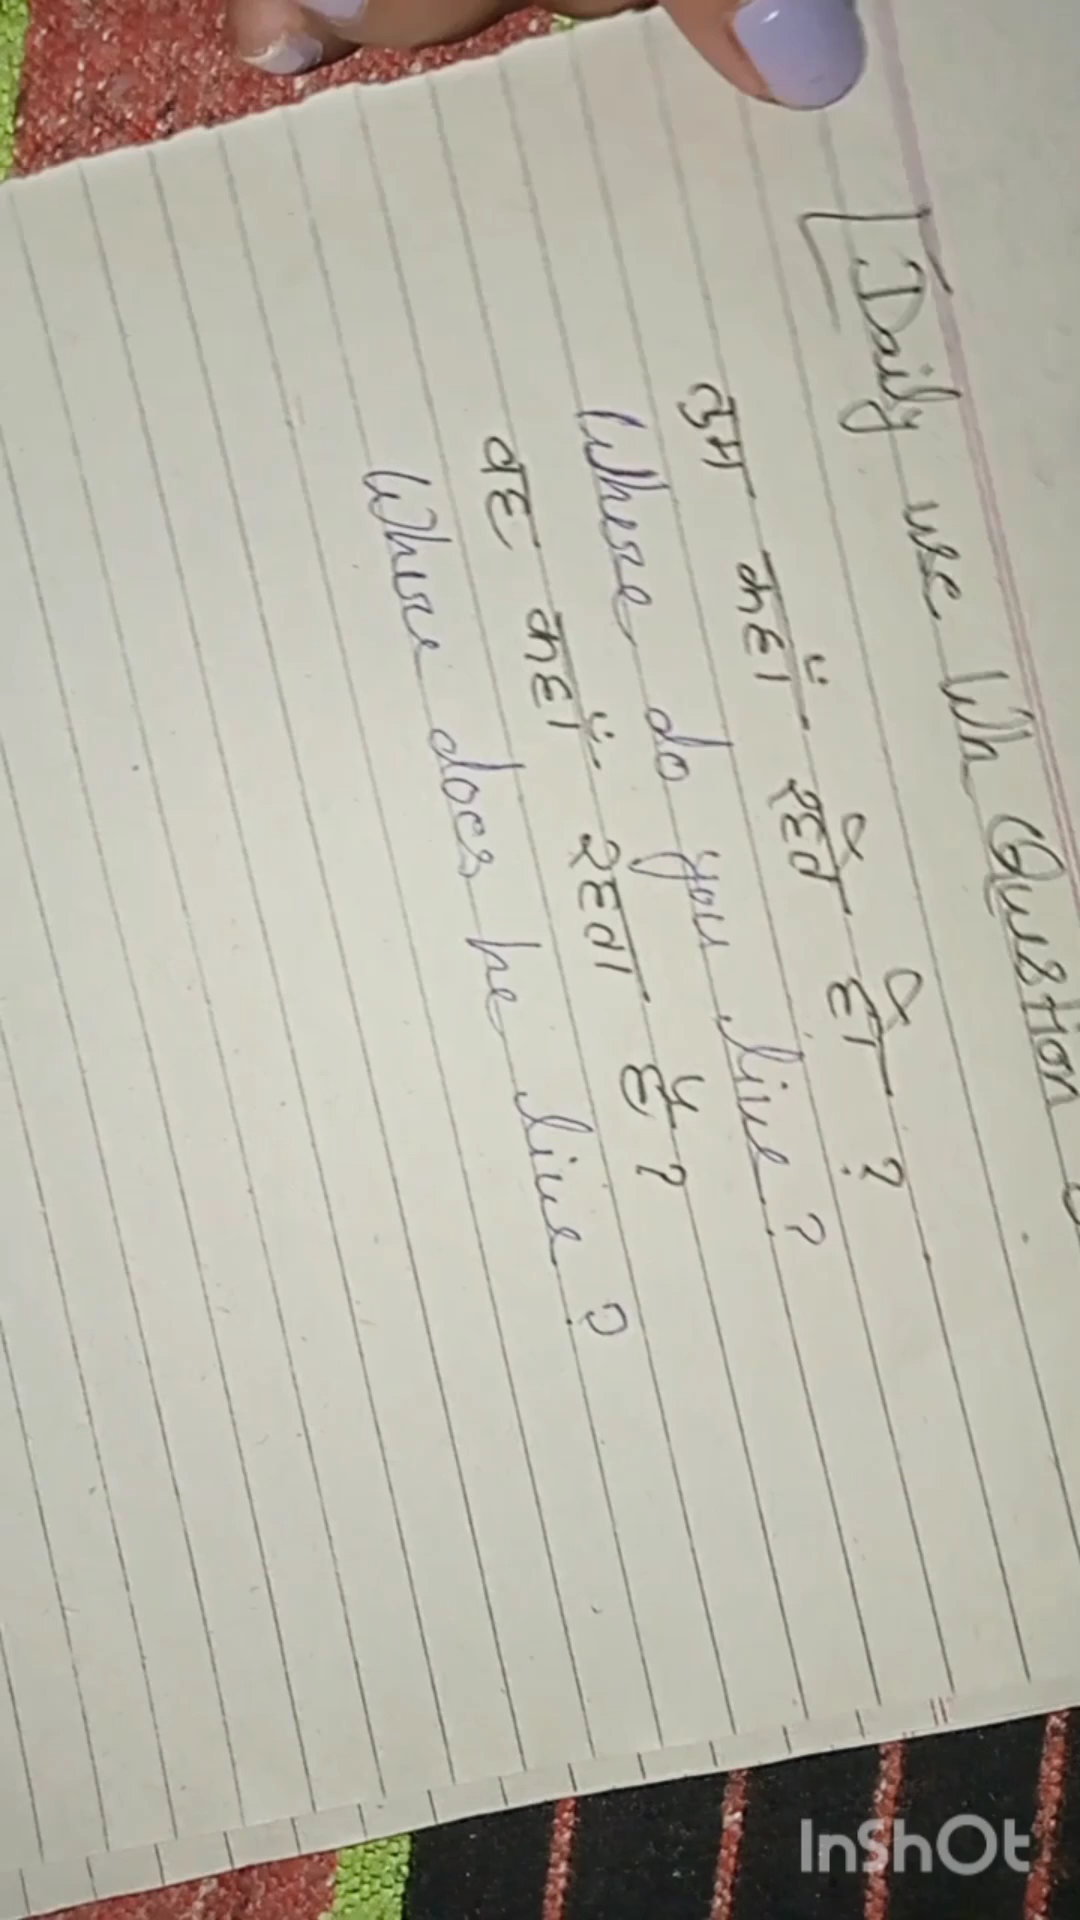 Daily use Wh Question
तुम कहाँ रहते हो ?
Where do you live ?
वह कहाँ रहता है ?
Where does he live ?
InShOt